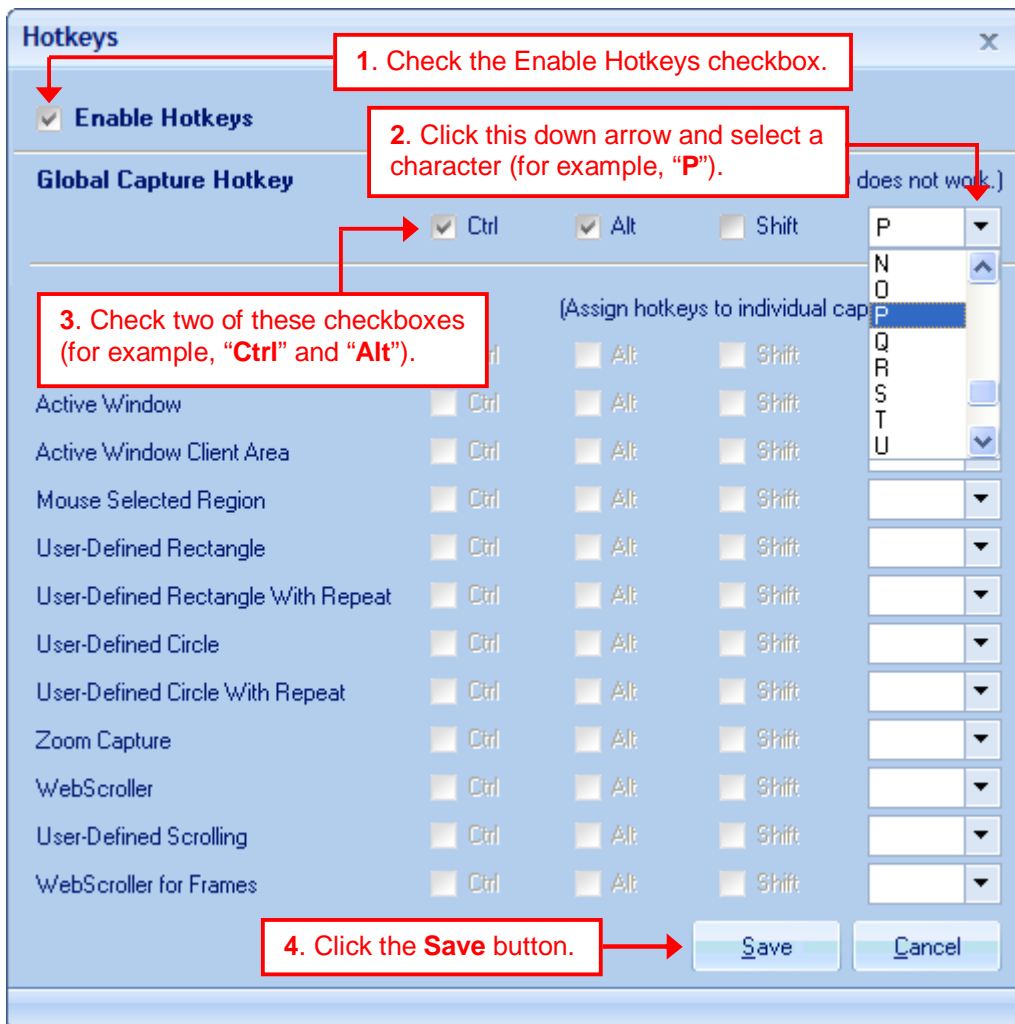 Hotkeys
1. Check the Enable Hotkeys checkbox.
Enable Hotkeys
2. Click this down arrow and select a
character (for example, “P”).
Global Capture Hotkey
does not work.)
Ctrl Alt Shift P
N
O
P
Q
R
S
T
U
3. Check two of these checkboxes
(for example, “Ctrl” and “Alt”).
(Assign hotkeys to individual cap
Alt Shift
Active Window Ctrl Alt Shift
Active Window Client Area Ctrl Alt Shift
Mouse Selected Region Ctrl Alt Shift
User-Defined Rectangle Ctrl Alt Shift
User-Defined Rectangle With Repeat Ctrl Alt Shift
User-Defined Circle Ctrl Alt Shift
User-Defined Circle With Repeat Ctrl Alt Shift
Zoom Capture Ctrl Alt Shift
WebScroller Ctrl Alt Shift
User-Defined Scrolling Ctrl Alt Shift
WebScroller for Frames Ctrl Alt Shift
4. Click the Save button.
Save Cancel